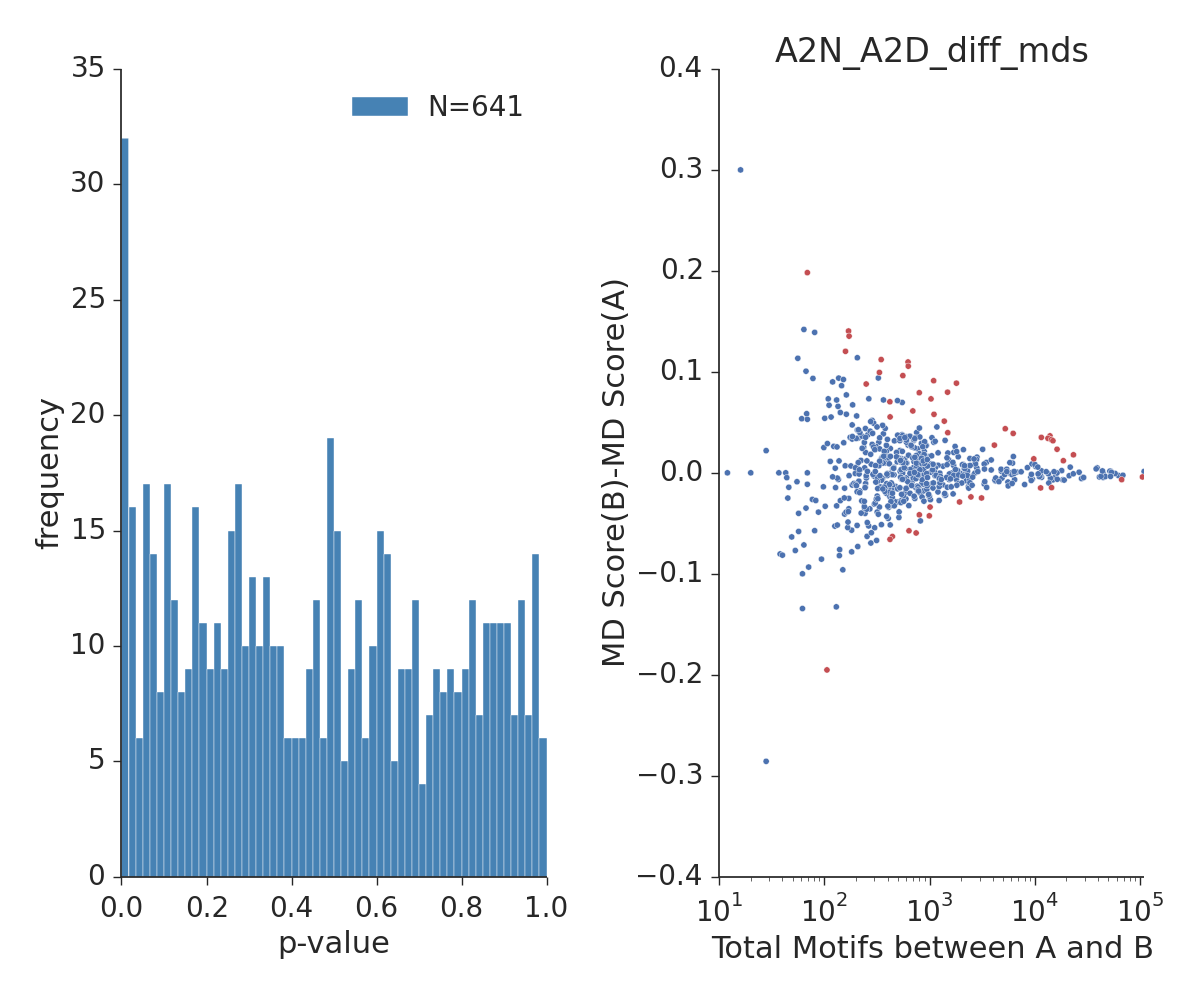 35
30
25
20
15
10
5
0
frequency
N=641
0.0 0.2 0.4 0.6 0.8 1.0
p-value
A2N_A2D_diff_mds
0.4
0.3
0.2
0.1
0.0
−0.1
−0.2
−0.3
−0.4
MD Score(B)-MD Score(A)
10¹ 10² 10³ 10⁴ 10⁵
Total Motifs between A and B